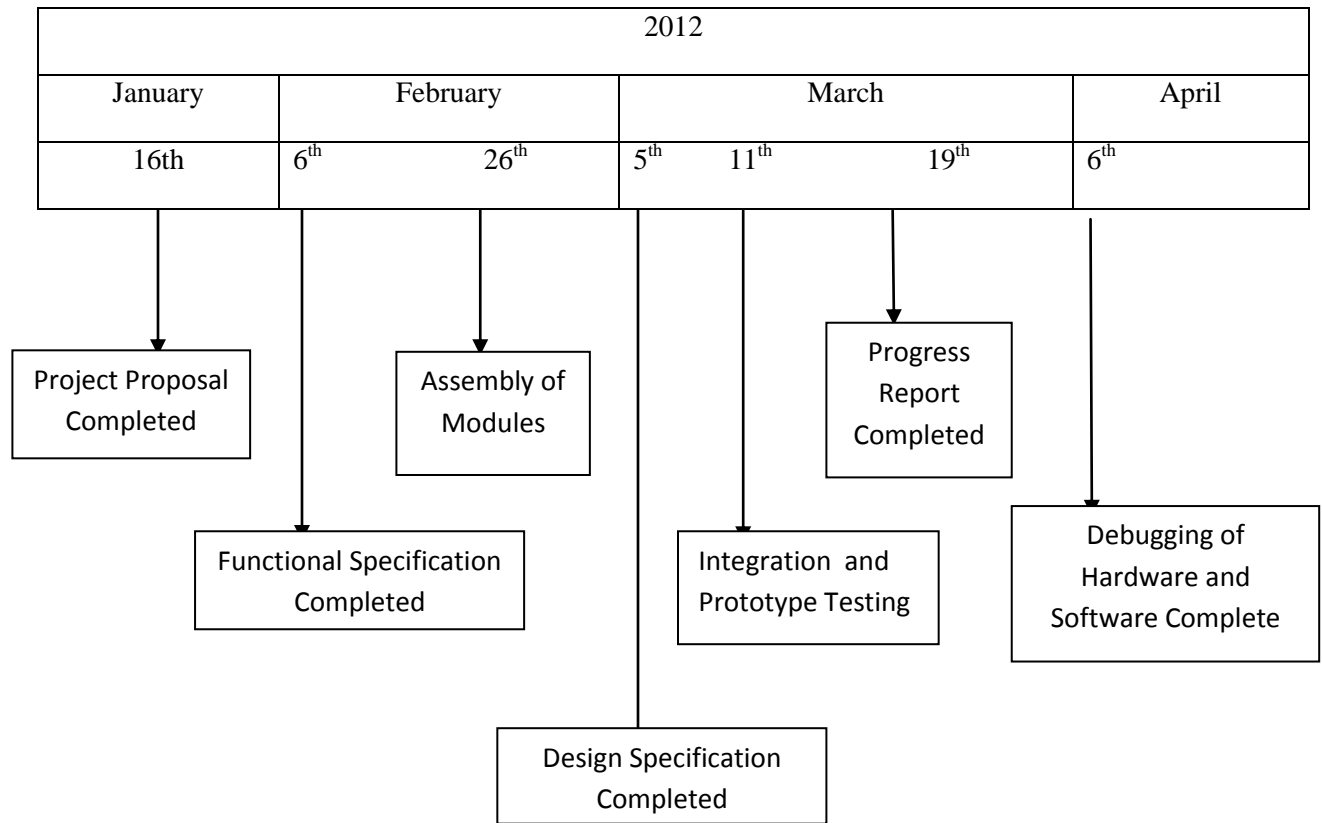 2012
January February March April
16th 6th 26th 5th 11th 19th 6th
Project Proposal
Completed
Functional Specification
Completed
Assembly of
Modules
Design Specification
Completed
Integration and
Prototype Testing
Progress
Report
Completed
Debugging of
Hardware and
Software Complete